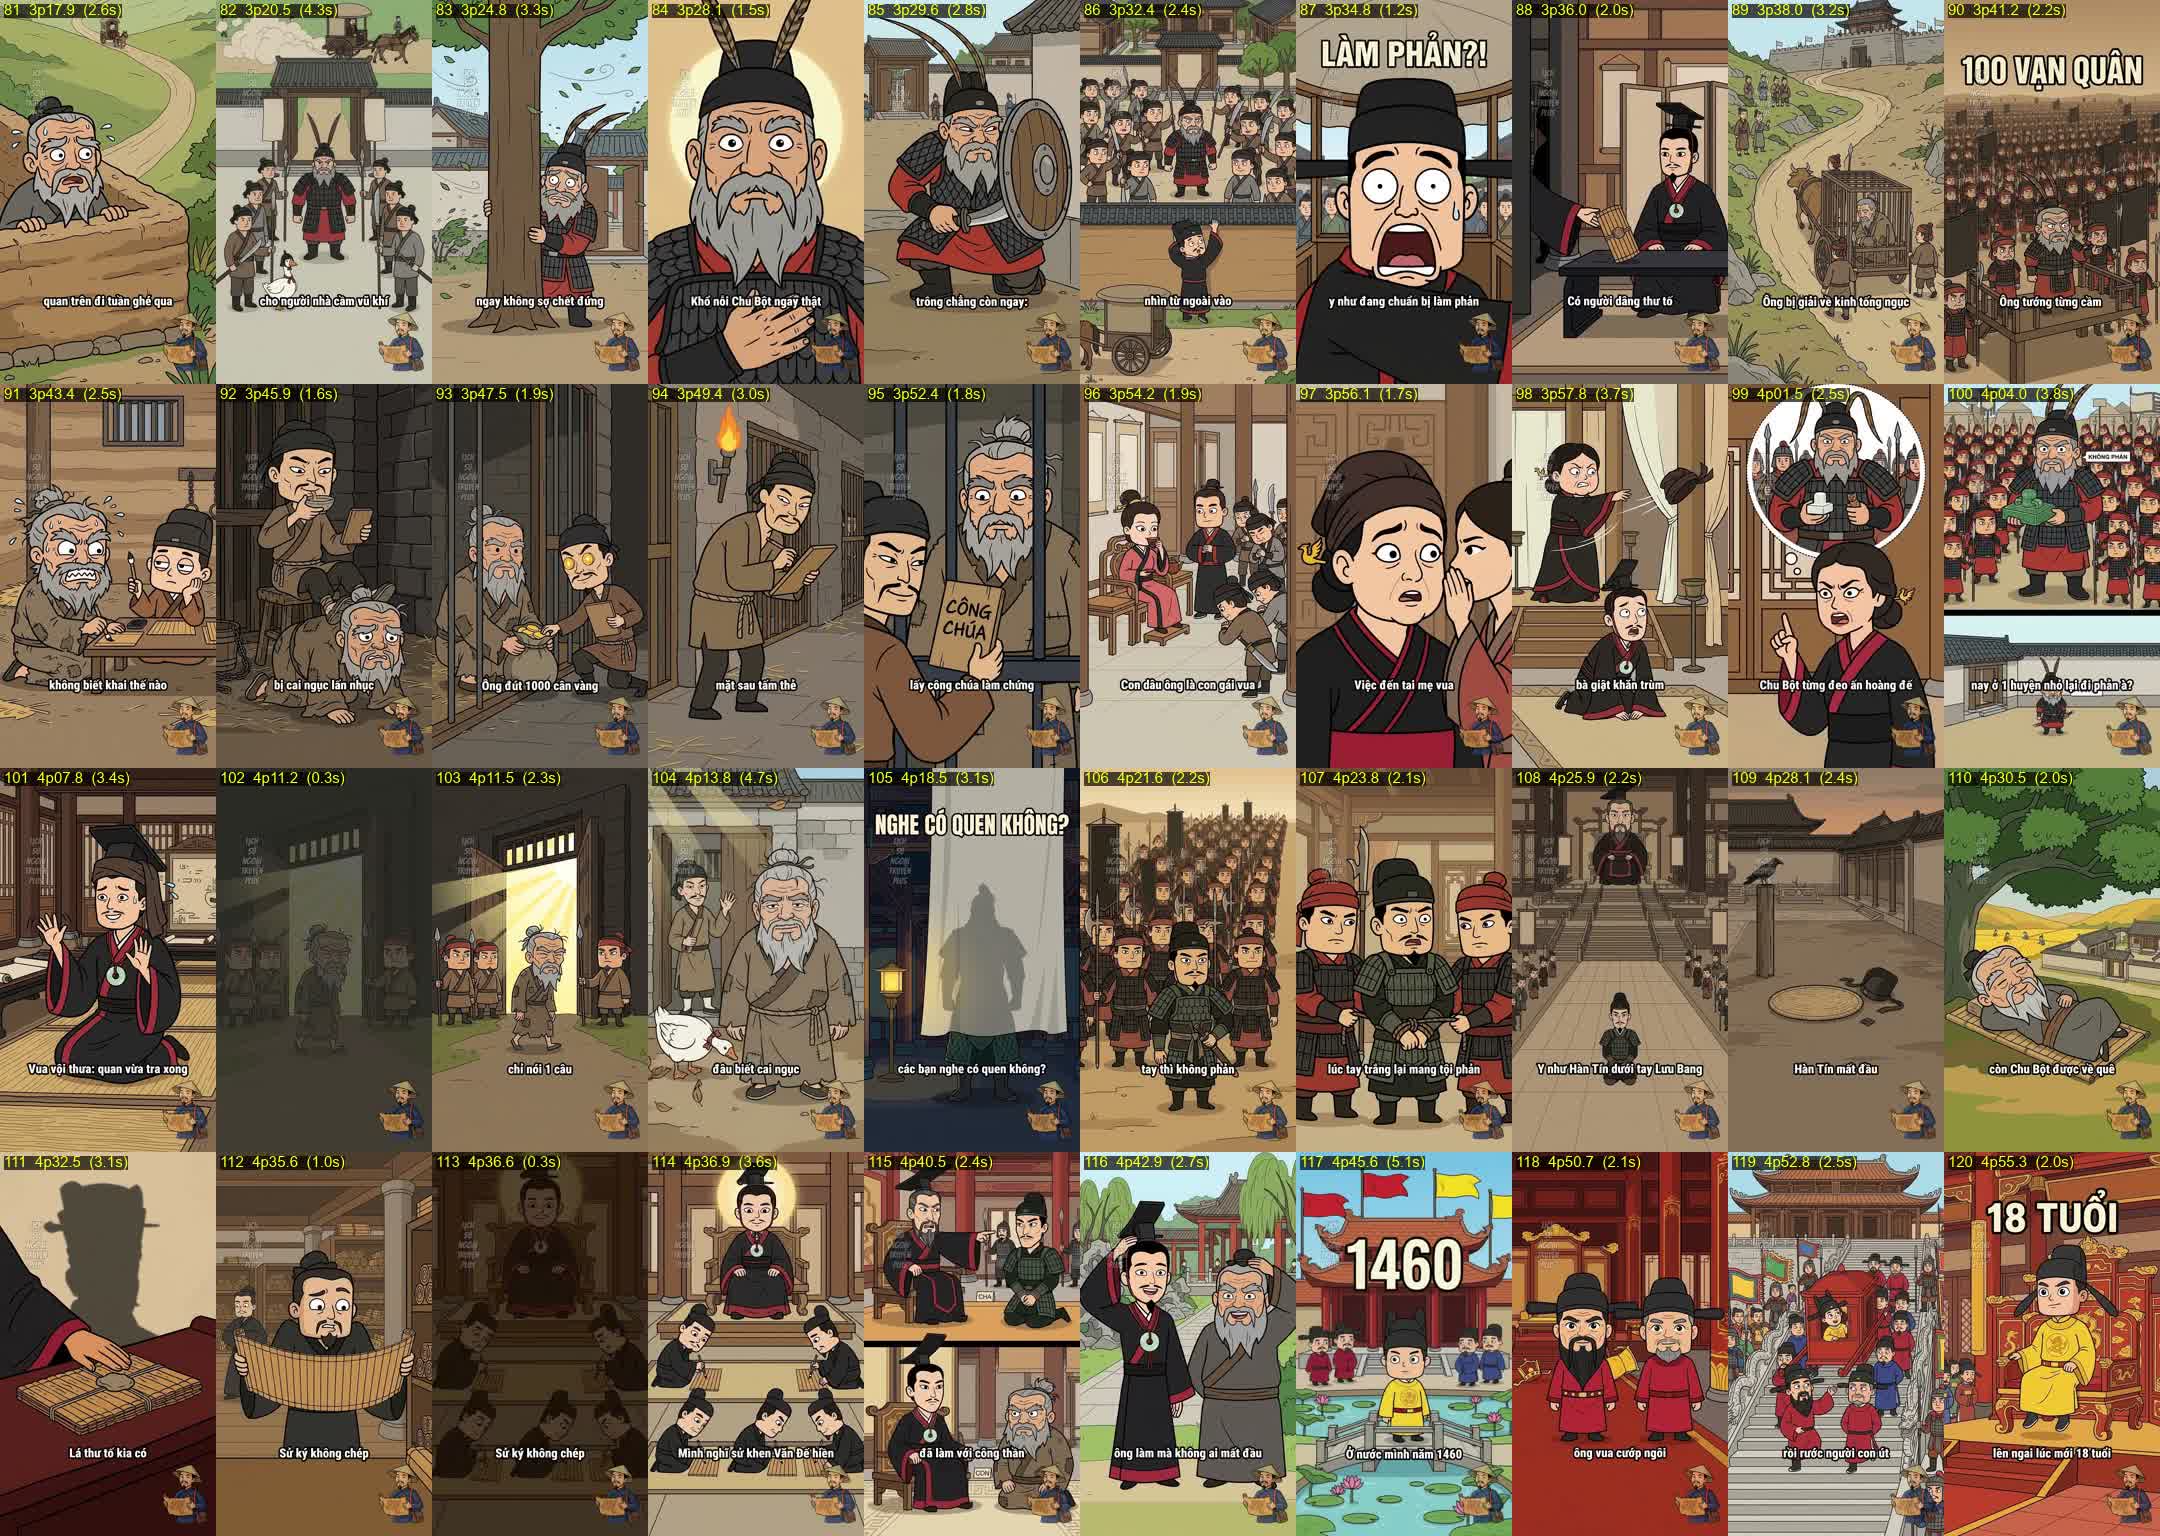 81 3p17.9 (2.6s)
LỊCH SỬ NGOẠI TRUYỆN PLUS
quan trên đi tuần ghé qua
82 3p20.5 (4.3s)
cho người nhà cầm vũ khí
83 3p24.8 (3.3s)
ngay không sợ chết đứng
84 3p28.1 (1.5s)
Khổ nỗi Chu Bột ngay thật
85 3p29.6 (2.8s)
trông chẳng còn ngay:
86 3p32.4 (2.4s)
nhìn từ ngoài vào
87 3p34.8 (1.2s)
LÀM PHẢN?!
y như đang chuẩn bị làm phản
88 3p36.0 (2.0s)
Có người dâng thư tố
89 3p38.0 (3.2s)
Ông bị giải về kinh tống ngục
90 3p41.2 (2.2s)
100 VẠN QUÂN
Ông tướng từng cầm
91 3p43.4 (2.5s)
không biết khai thế nào
92 3p45.9 (1.6s)
bị cai ngục lấn nhục
93 3p47.5 (1.9s)
Ông đút 1000 cân vàng
94 3p49.4 (3.0s)
mặt sau tấm thẻ
95 3p52.4 (1.8s)
CÔNG
CHÚA
lấy công chúa làm chứng
96 3p54.2 (1.9s)
Con dâu ông là con gái vua
97 3p56.1 (1.7s)
Việc đến tai mẹ vua
98 3p57.8 (3.7s)
bà giật khăn trùm
99 4p01.5 (2.5s)
Chu Bột từng đeo ấn hoàng đế
100 4p04.0 (3.8s)
KHÔNG PHẢN
nay ở 1 huyện nhỏ lại đi phản à?
101 4p07.8 (3.4s)
Vua vội thưa: quan vừa tra xong
102 4p11.2 (0.3s)
103 4p11.5 (2.3s)
chỉ nói 1 câu
104 4p13.8 (4.7s)
đâu biết cai ngục
105 4p18.5 (3.1s)
NGHE CÓ QUEN KHÔNG?
các bạn nghe có quen không?
106 4p21.6 (2.2s)
tay thì không phản
107 4p23.8 (2.1s)
lúc tay trắng lại mang tội phản
108 4p25.9 (2.2s)
Y như Hàn Tín dưới tay Lưu Bang
109 4p28.1 (2.4s)
Hàn Tín mất đầu
110 4p30.5 (2.0s)
còn Chu Bột được về quê
111 4p32.5 (3.1s)
Lá thư tố kia có
112 4p35.6 (1.0s)
Sử ký không chép
113 4p36.6 (0.3s)
Sử ký không chép
114 4p36.9 (3.6s)
Mình nghĩ sử khen Văn Đế hiền
115 4p40.5 (2.4s)
CHA
đã làm với công thần
CON
116 4p42.9 (2.7s)
ông làm mà không ai mất đầu
117 4p45.6 (5.1s)
1460
Ở nước mình năm 1460
118 4p50.7 (2.1s)
ông vua cướp ngôi
119 4p52.8 (2.5s)
rồi rước người con út
120 4p55.3 (2.0s)
18 TUỔI
lên ngai lúc mới 18 tuổi